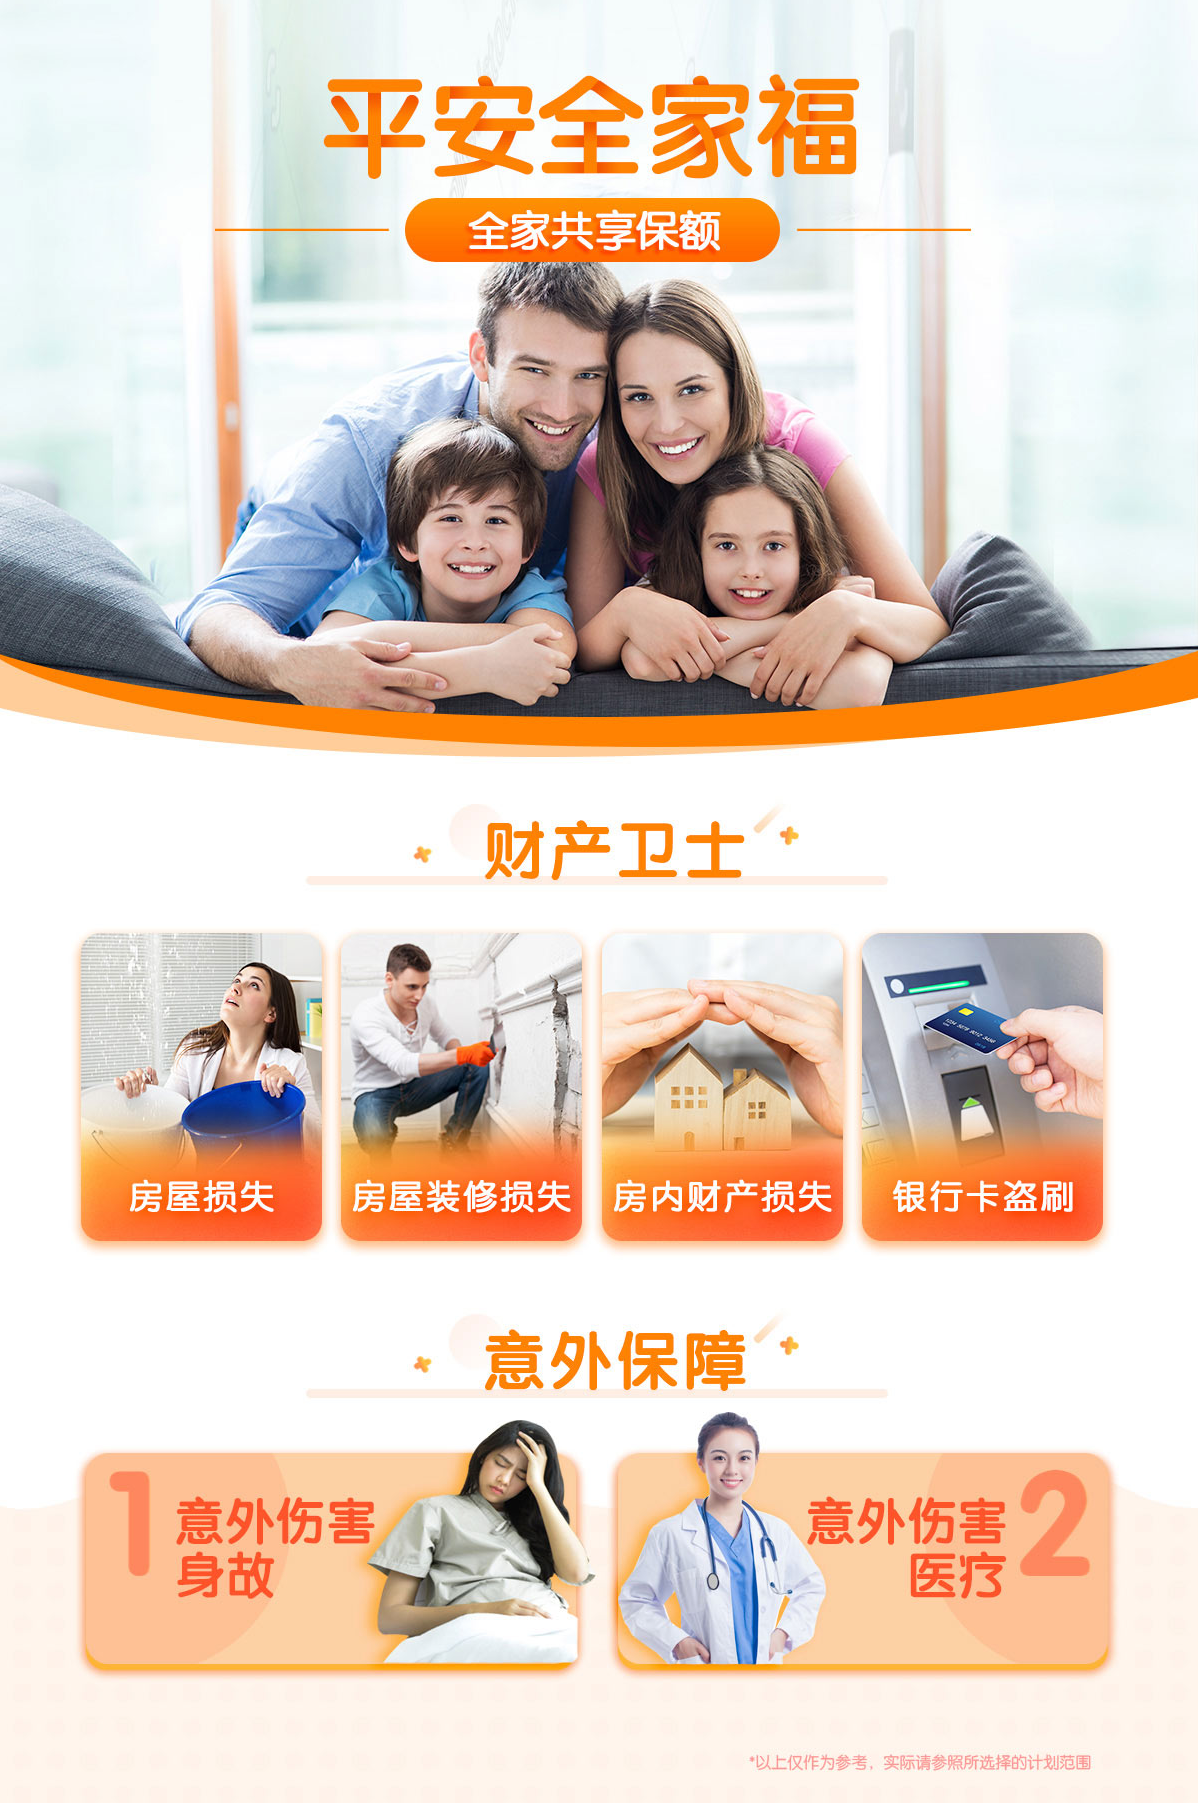 平安全家福
全家共享保额
财产卫士
房屋损失
房屋装修损失
房内财产损失
银行卡盗刷
意外保障
1
意外伤害
身故
意外伤害
医疗
2
*以上仅作为参考，实际请参照所选择的计划范围